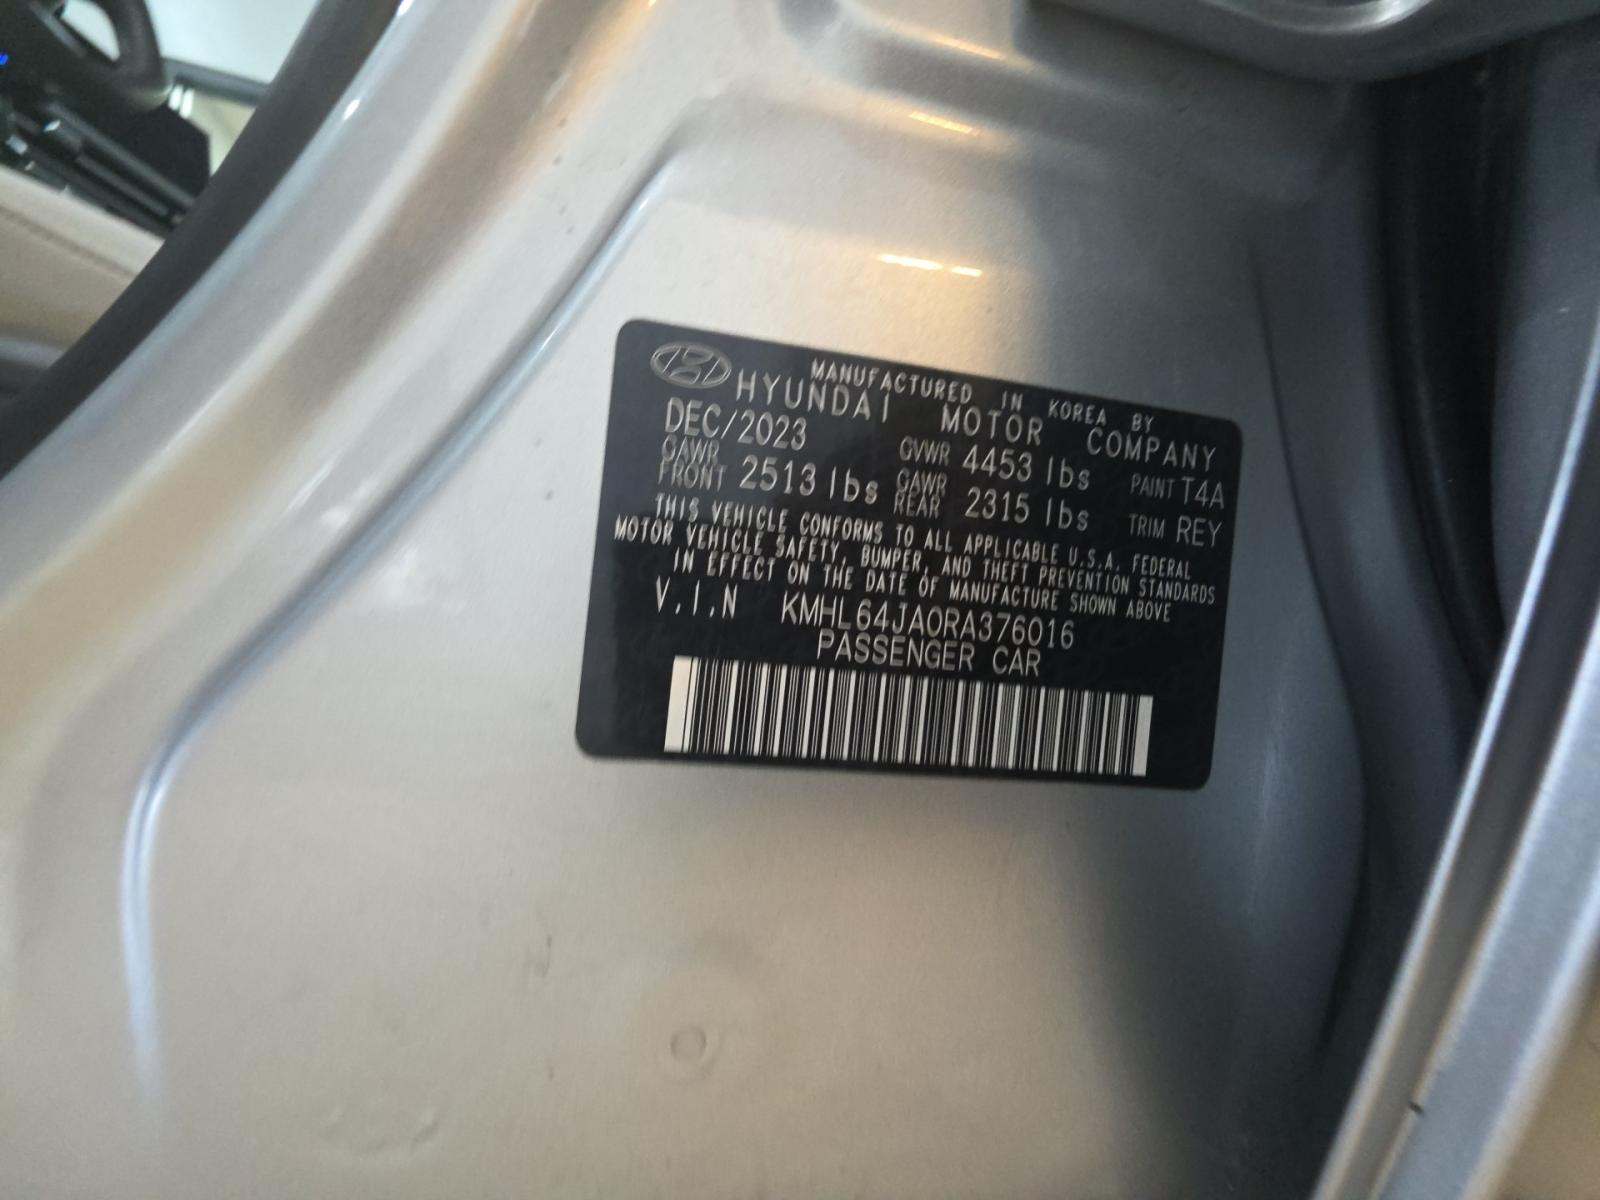 MANUFACTURED IN KOREA BY
HYUNDAI MOTOR COMPANY
DEC/2023 GVWR 4453 lbs PAINT T4A
GAWR FRONT 2513 lbs GAWR REAR 2315 lbs TRIM REY
THIS VEHICLE CONFORMS TO ALL APPLICABLE U.S.A. FEDERAL
MOTOR VEHICLE SAFETY, BUMPER, AND THEFT PREVENTION STANDARDS
IN EFFECT ON THE DATE OF MANUFACTURE SHOWN ABOVE
V.I.N KMHL64JA0RA376016
PASSENGER CAR